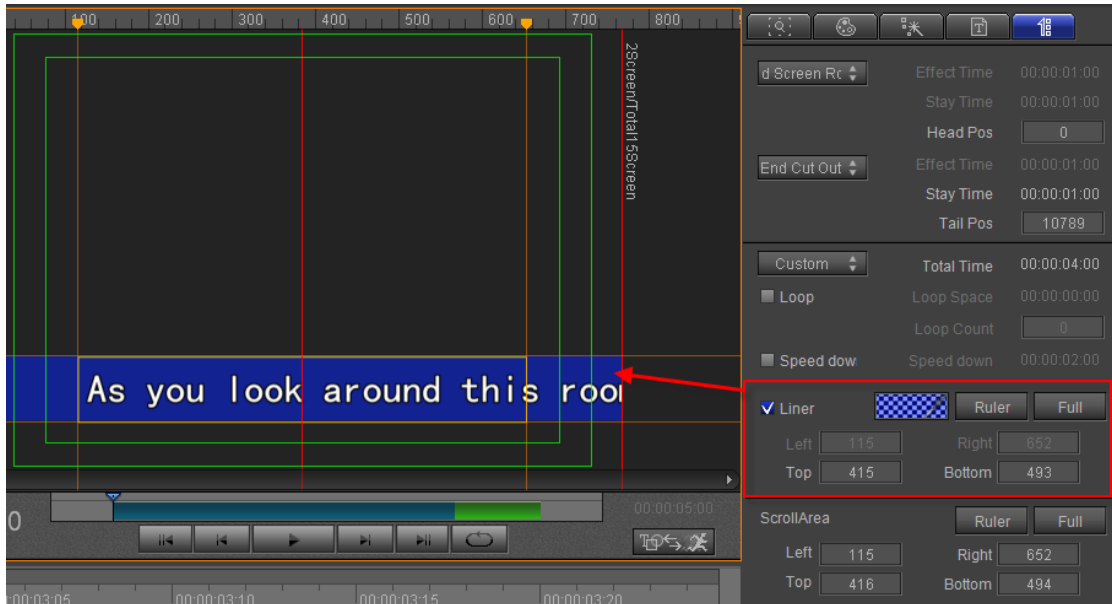 100 200 300 400 500 600 700 800
2Screen/Total15Screen
As you look around this roo
00:00:05:00
00:00:03:05 00:00:03:10 00:00:03:15 00:00:03:20
d Screen Rc Effect Time 00:00:01:00
Stay Time 00:00:01:00
Head Pos 0
End Cut Out Effect Time 00:00:01:00
Stay Time 00:00:01:00
Tail Pos 10789
Custom Total Time 00:00:04:00
Loop Loop Space 00:00:00:00
Loop Count 0
Speed dow Speed down 00:00:02:00
Liner Ruler Full
Left 115 Right 652
Top 415 Bottom 493
ScrollArea Ruler Full
Left 115 Right 652
Top 416 Bottom 494